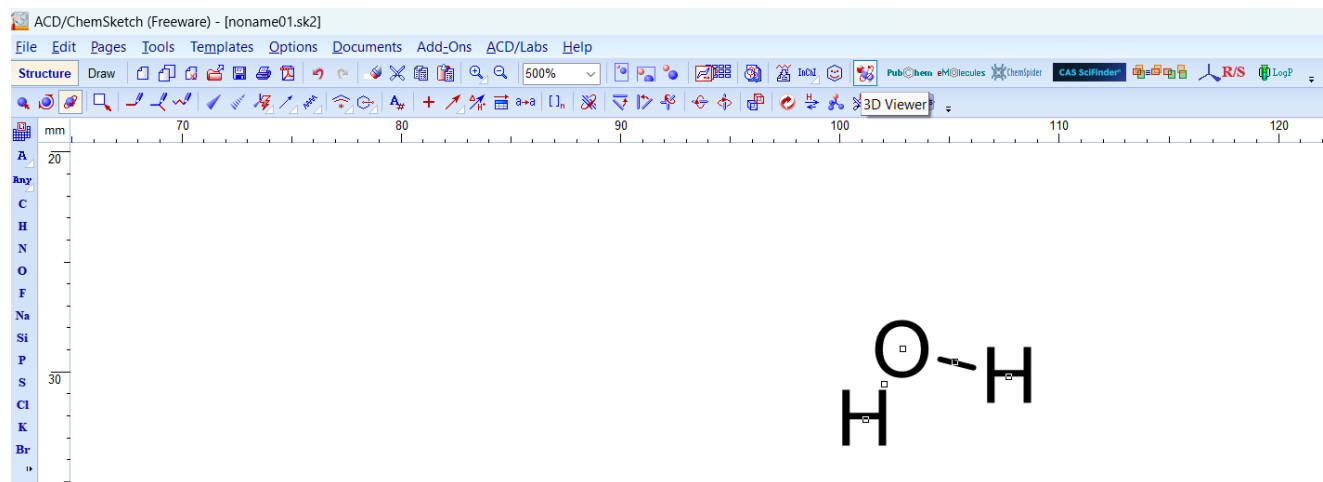 ACD/ChemSketch (Freeware) - [noname01.sk2]
File Edit Pages Tools Templates Options Documents Add-Ons ACD/Labs Help
Structure Draw 500% InChI PubChem eMolecules ChemSpider CAS SciFinder R/S LogP
A# H a→a []n H 3D Viewer
mm 70 80 90 100 110 120
A 20
Any
C
H
N
O
F
Na
Si
P
O H
S 30
Cl
H
K
Br